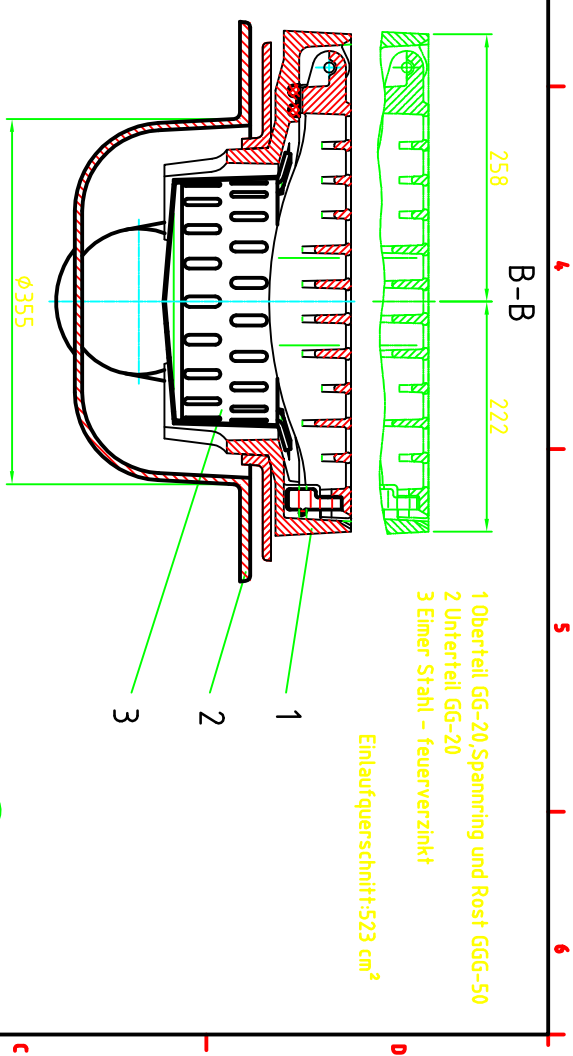 B-B
258
222
Φ355
1 Oberteil GG-20,Spannring und Rost GGG-50
2 Unterteil GG-20
3 Eimer Stahl - feuerverzinkt
Einlaufquerschnitt:523 cm²
1
2
3
4
5
6
D
C